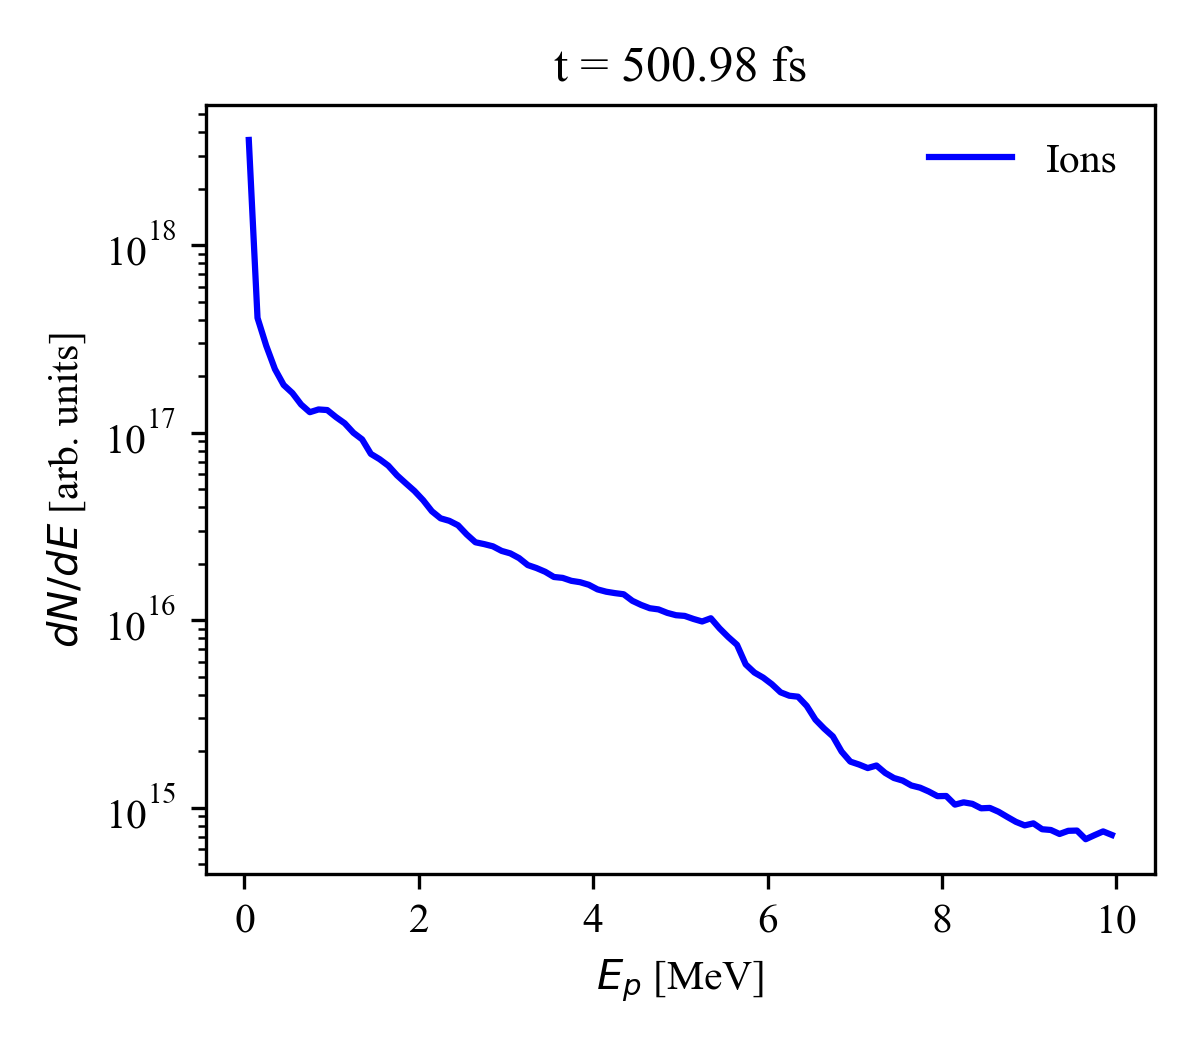 t = 500.98 fs
Ions
10^18
10^17
10^16
10^15
dN/dE [arb. units]
0 2 4 6 8 10
E_p [MeV]